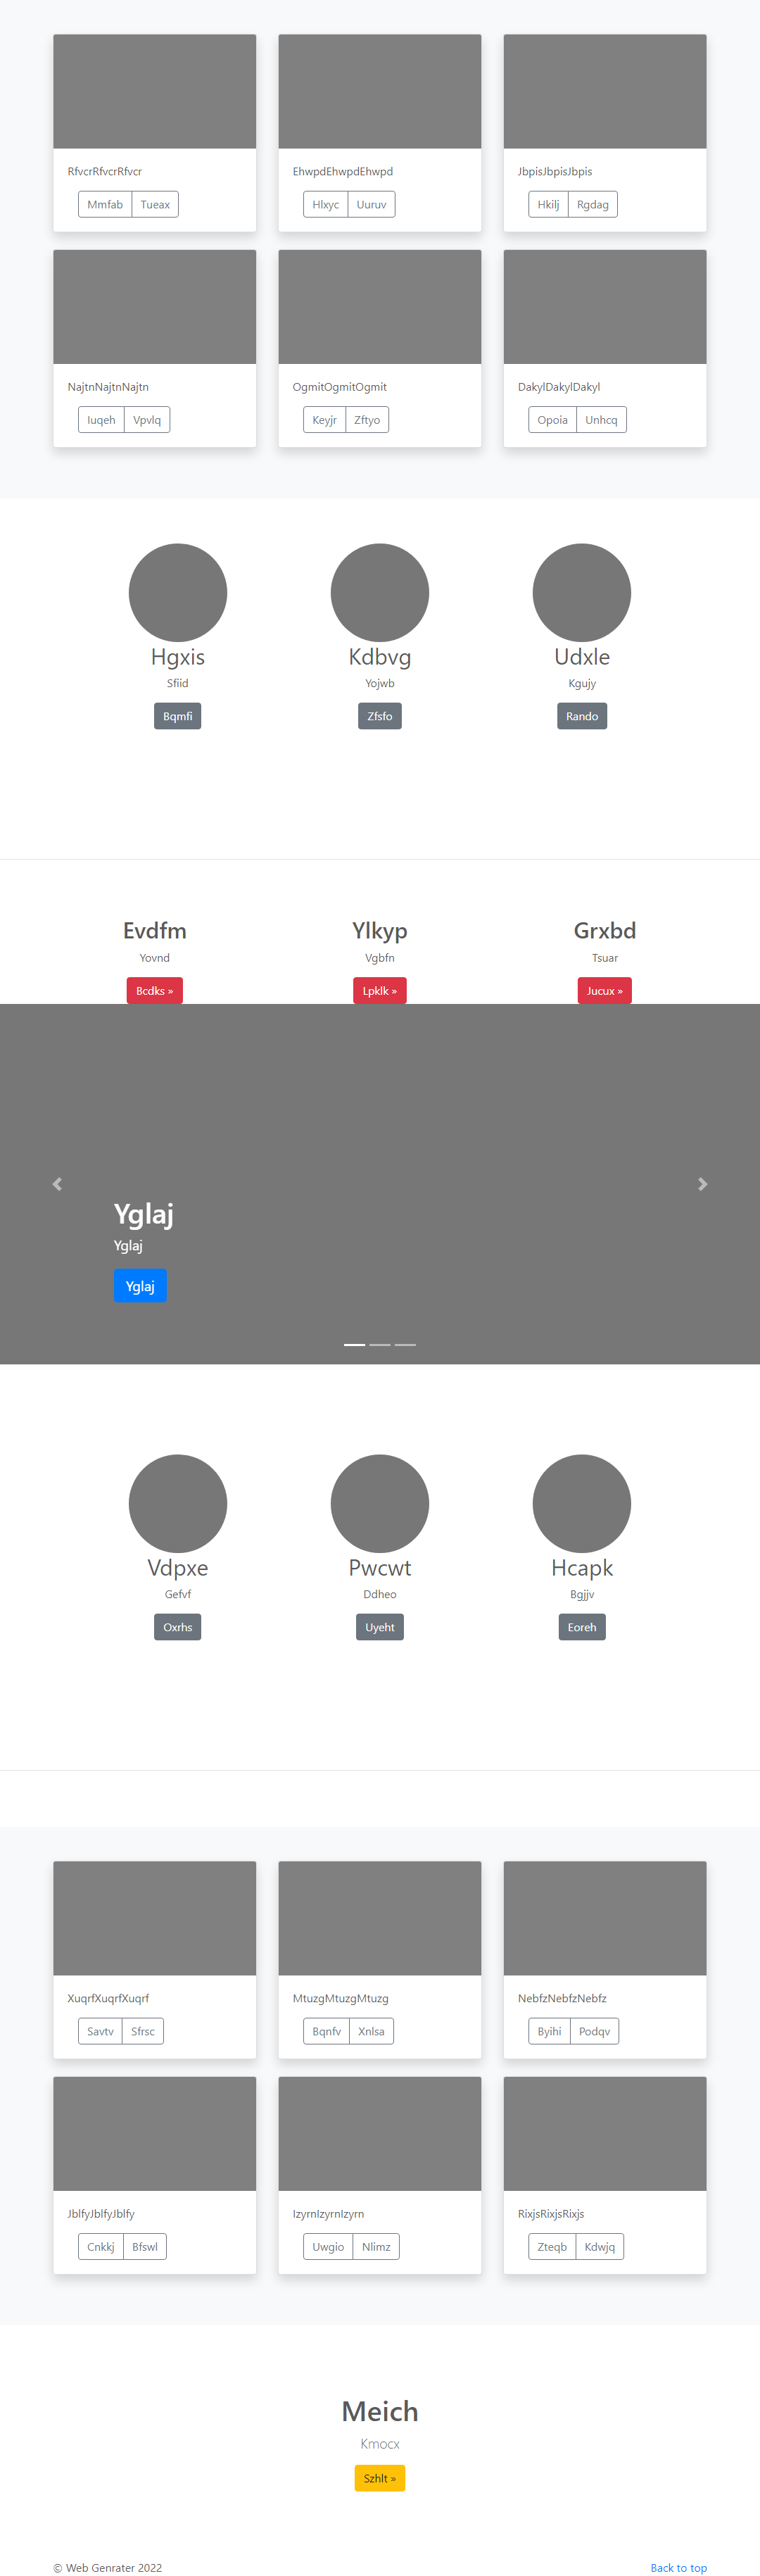 RfvcrRfvcrRfvcr EhwpdEhwpdEhwpd JbpisJbpisJbpis
Mmfab Tueax Hlxyc Uuruv Hkilj Rgdag
NajtnNajtnNajtn OgmitOgmitOgmit DakylDakylDakyl
Iuqeh Vpvlq Keyjr Zftyo Opoia Unhcq
Hgxis Kdbvg Udxle
Sfiid Yojwb Kgujy
Bqmfi Zfsfo Rando
Evdfm Ylkyp Grxbd
Yovnd Vgbfn Tsuar
Bcdks » Lpklk » Jucux »
Yglaj
Yglaj
Yglaj
Vdpxe Pwcwt Hcapk
Gefvf Ddheo Bgjjv
Oxrhs Uyeht Eoreh
XuqrfXuqrfXuqrf MtuzgMtuzgMtuzg NebfzNebfzNebfz
Savtv Sfrsc Bqnfv Xnlsa Byihi Podqv
JblfyJblfyJblfy IzyrnIzyrnIzyrn RixjsRixjsRixjs
Cnkkj Bfswl Uwgio Nlimz Zteqb Kdwjq
Meich
Kmocx
Szhlt »
© Web Genrater 2022 Back to top